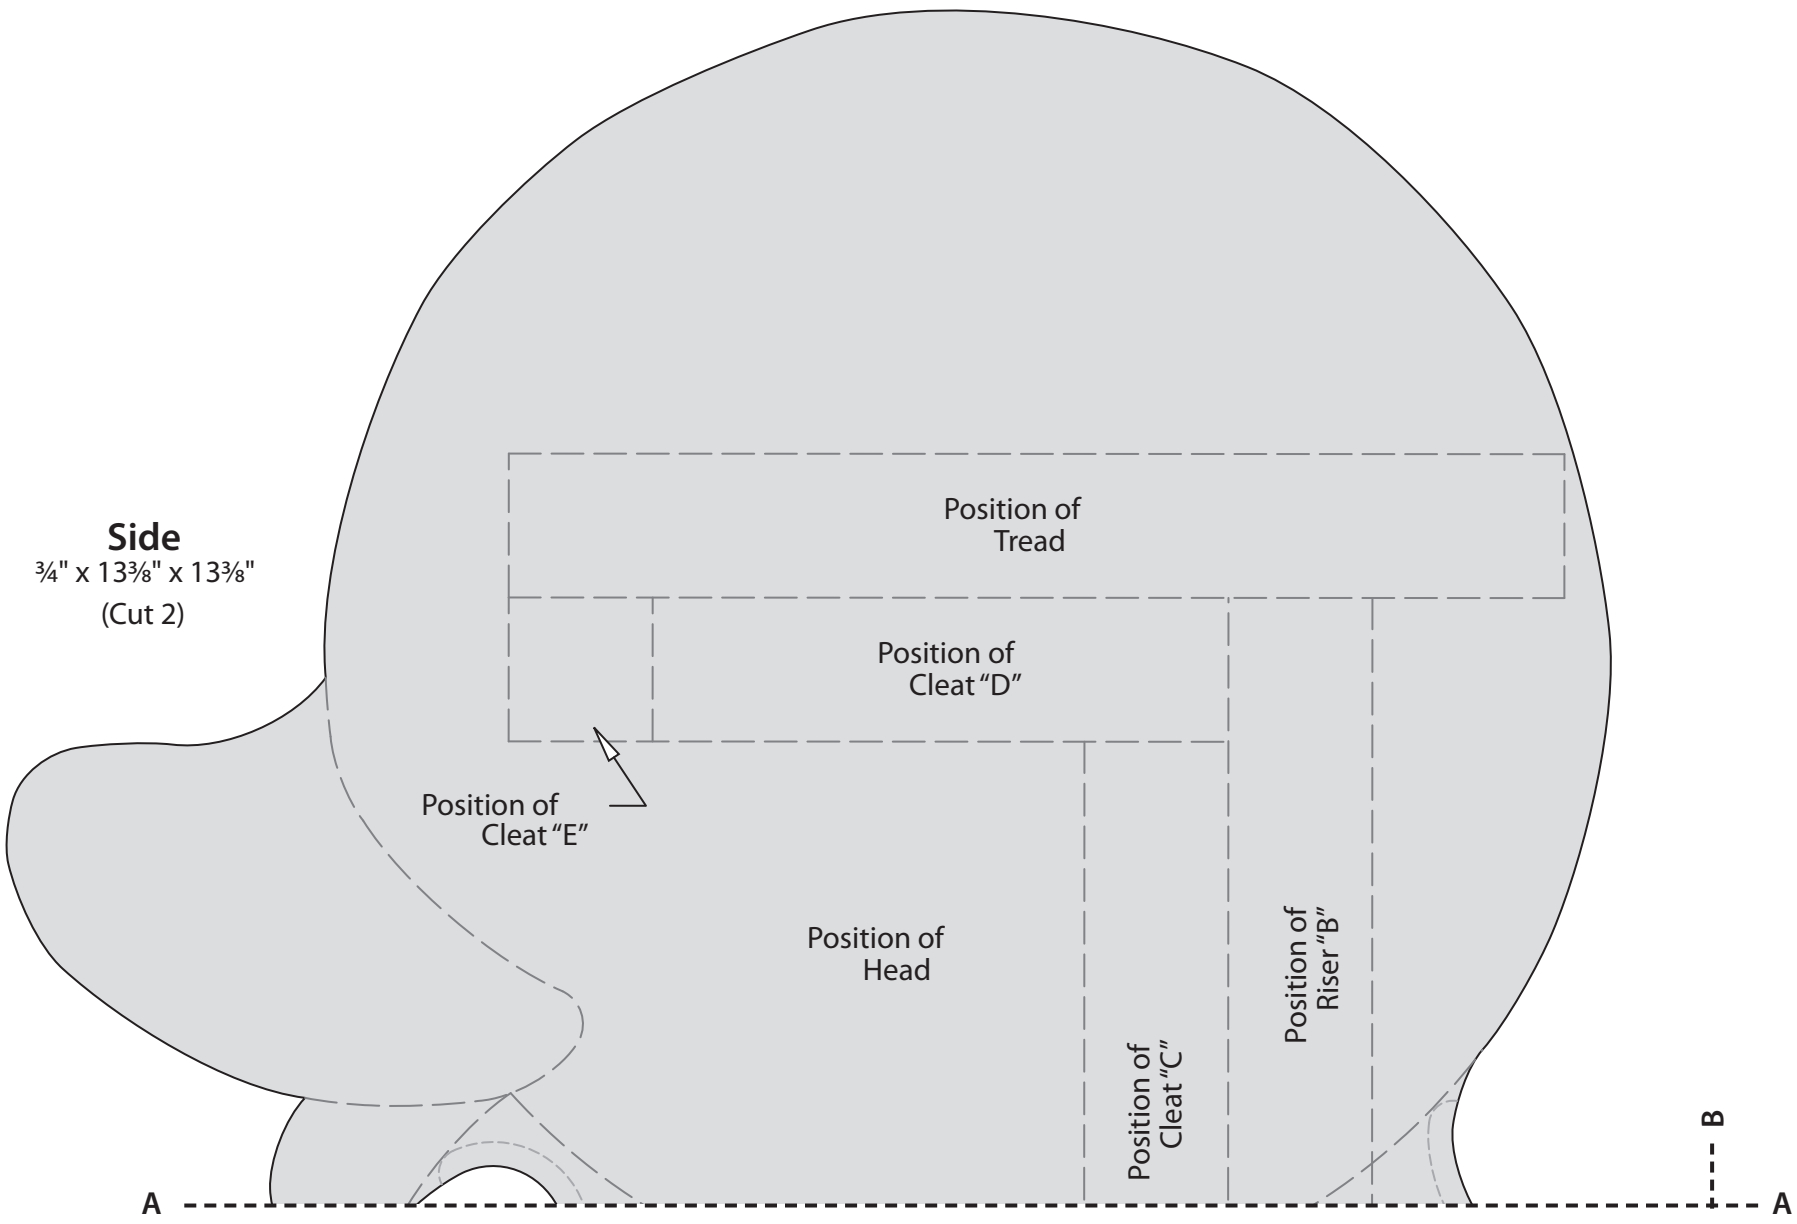 Side
¾" x 13⅜" x 13⅜"
(Cut 2)
Position of
Tread
Position of
Cleat “D”
Position of
Cleat “E”
Position of
Head
Position of
Riser “B”
Position of
Cleat “C”
B
A
A